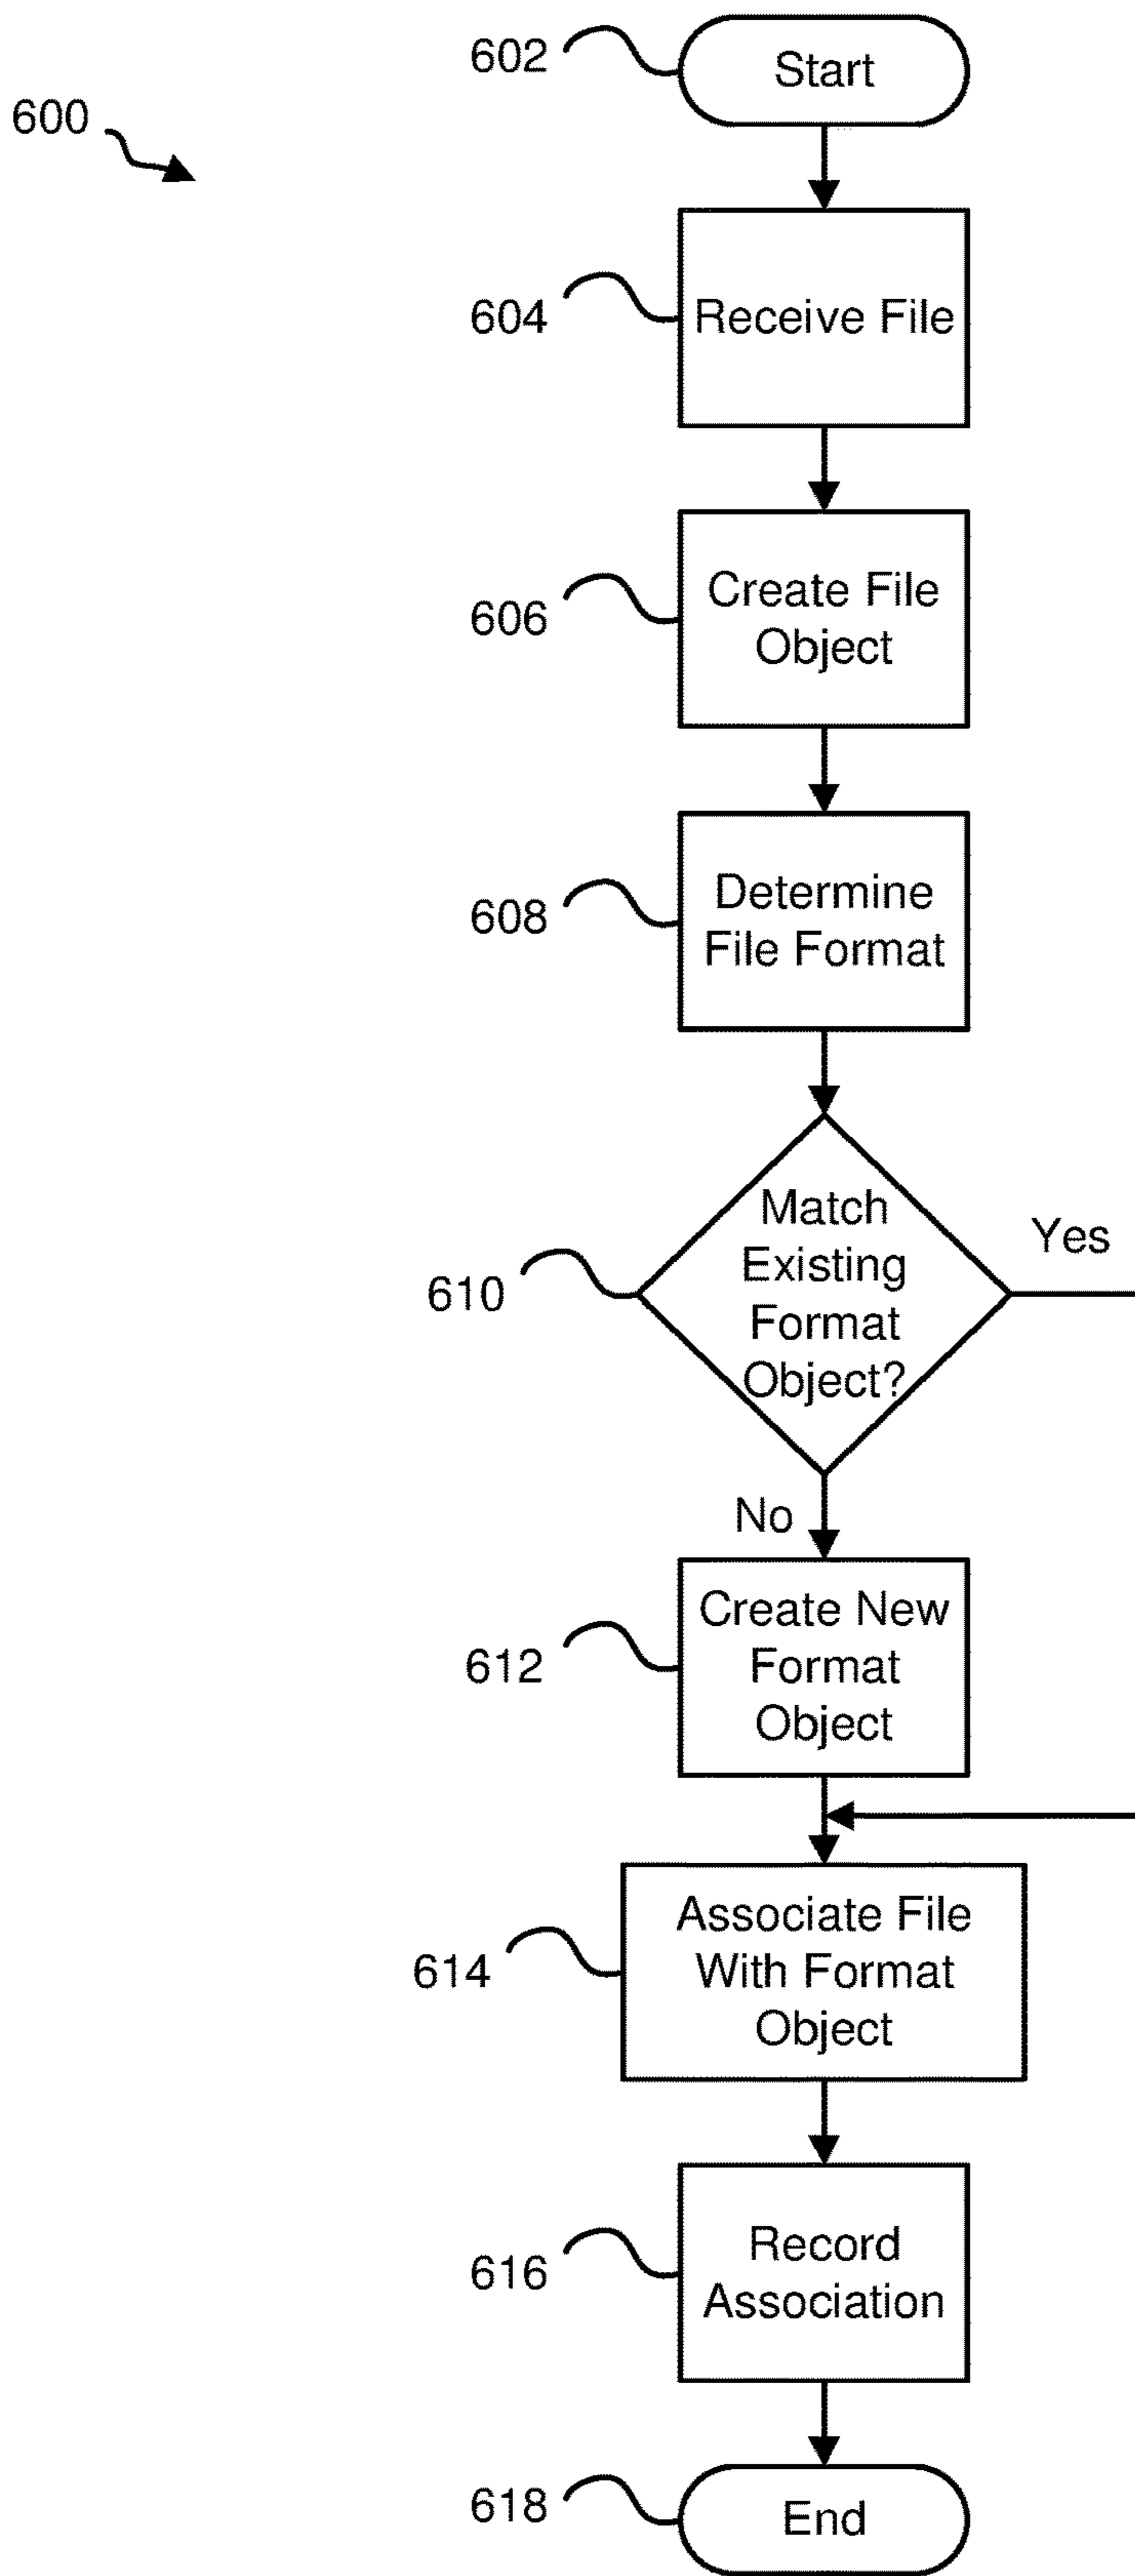 602
Start
600
604
Receive File
606
Create File
Object
608
Determine
File Format
610
Match
Existing
Format
Object?
Yes
No
612
Create New
Format
Object
614
Associate File
With Format
Object
616
Record
Association
618
End